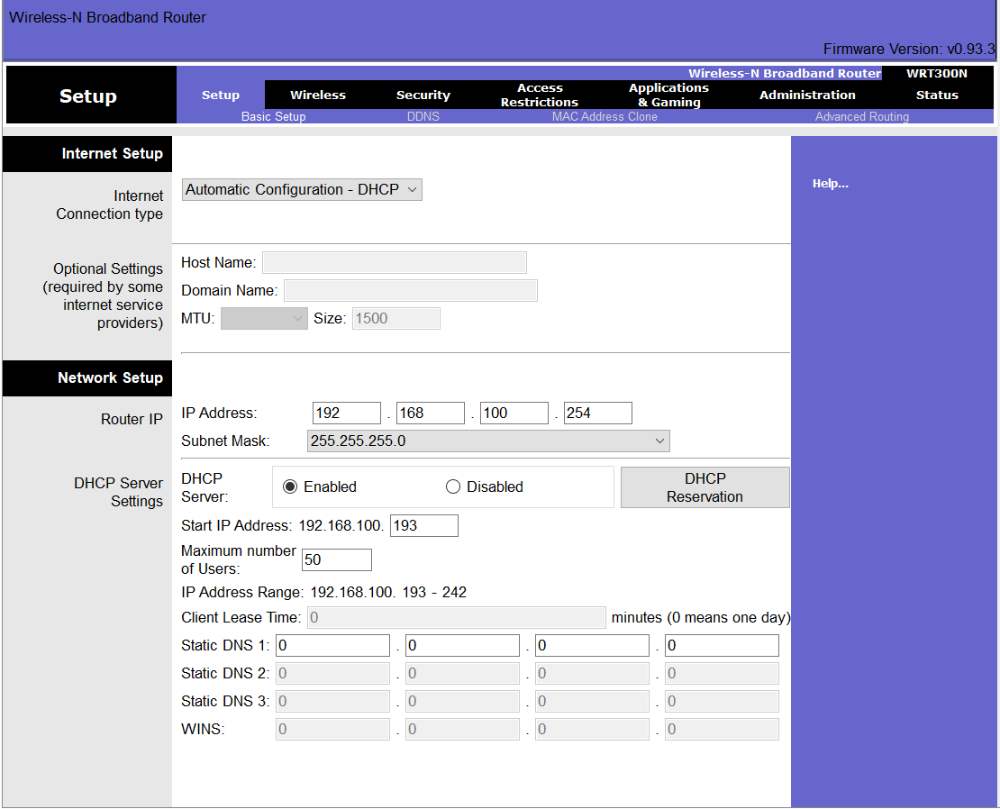 Wireless-N Broadband Router
Firmware Version: v0.93.3
Wireless-N Broadband Router WRT300N
Setup
Setup Wireless Security Access Restrictions Applications & Gaming Administration Status
Basic Setup DDNS MAC Address Clone Advanced Routing
Internet Setup
Help...
Internet
Connection type
Automatic Configuration - DHCP
Optional Settings
(required by some
internet service
providers)
Host Name:
Domain Name:
MTU: Size: 1500
Network Setup
Router IP
IP Address: 192 . 168 . 100 . 254
Subnet Mask: 255.255.255.0
DHCP Server
Settings
DHCP
Server:
Enabled Disabled
DHCP
Reservation
Start IP Address: 192.168.100. 193
Maximum number
of Users:
50
IP Address Range: 192.168.100. 193 - 242
Client Lease Time: 0 minutes (0 means one day)
Static DNS 1: 0 . 0 . 0 . 0
Static DNS 2: 0 . 0 . 0 . 0
Static DNS 3: 0 . 0 . 0 . 0
WINS: 0 . 0 . 0 . 0